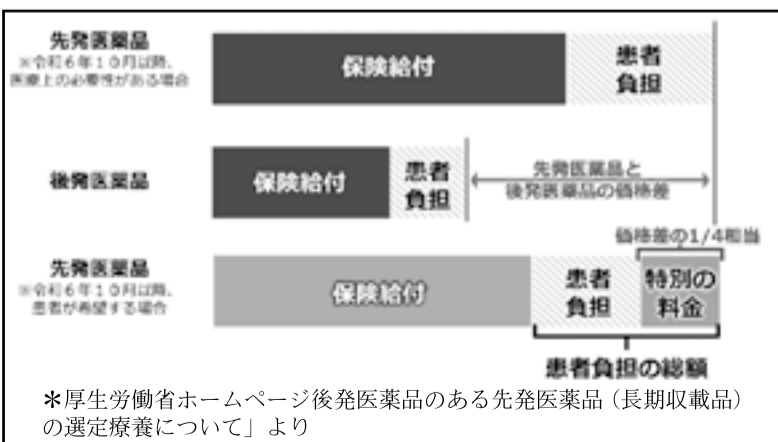 先発医薬品
※令和6年10月以降、
医療上の必要性がある場合
保険給付
患者
負担
後発医薬品
保険給付
患者
負担
先発医薬品と
後発医薬品の価格差
価格差の1/4相当
先発医薬品
※令和6年10月以降、
患者が希望する場合
保険給付
患者
負担
特別の
料金
患者負担の総額
*厚生労働省ホームページ後発医薬品のある先発医薬品（長期収載品）
の選定療養について」より